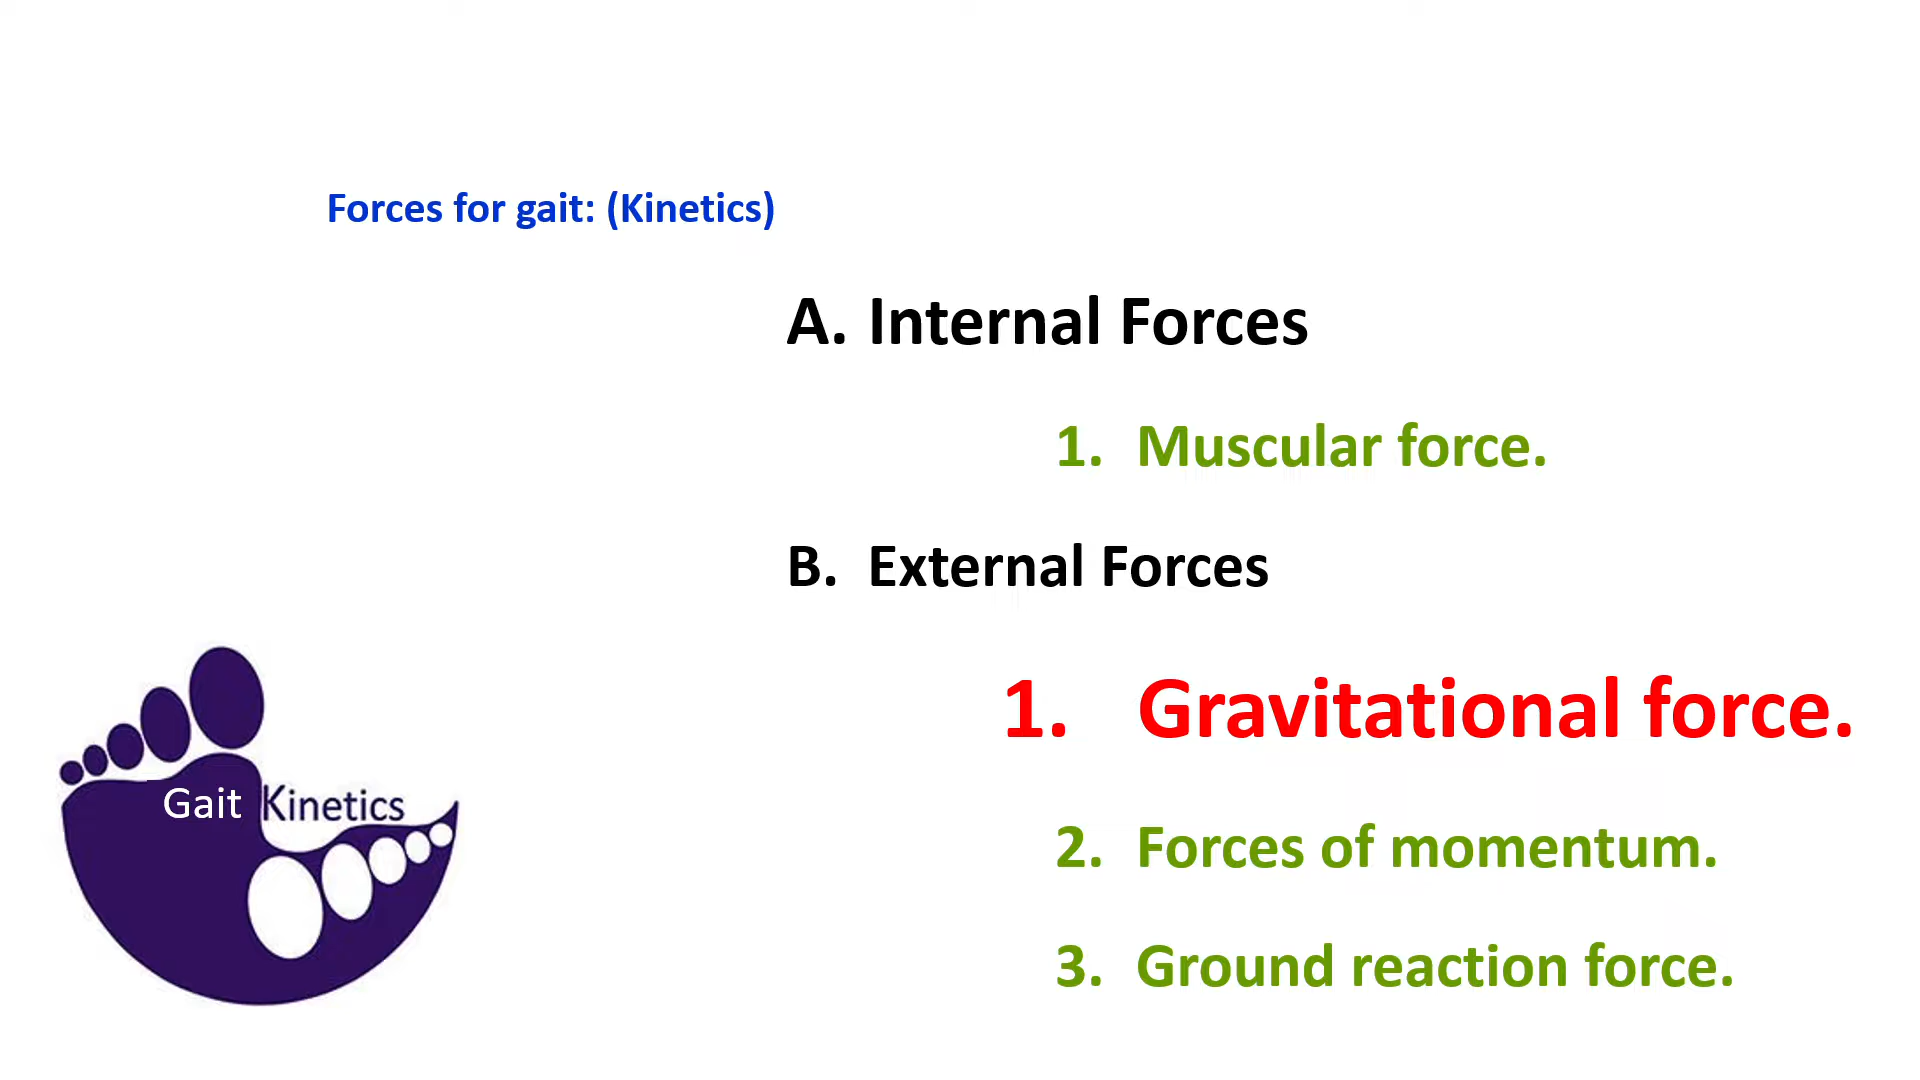 Forces for gait: (Kinetics)
A. Internal Forces
1. Muscular force.
B. External Forces
1. Gravitational force.
2. Forces of momentum.
3. Ground reaction force.
Gait Kinetics